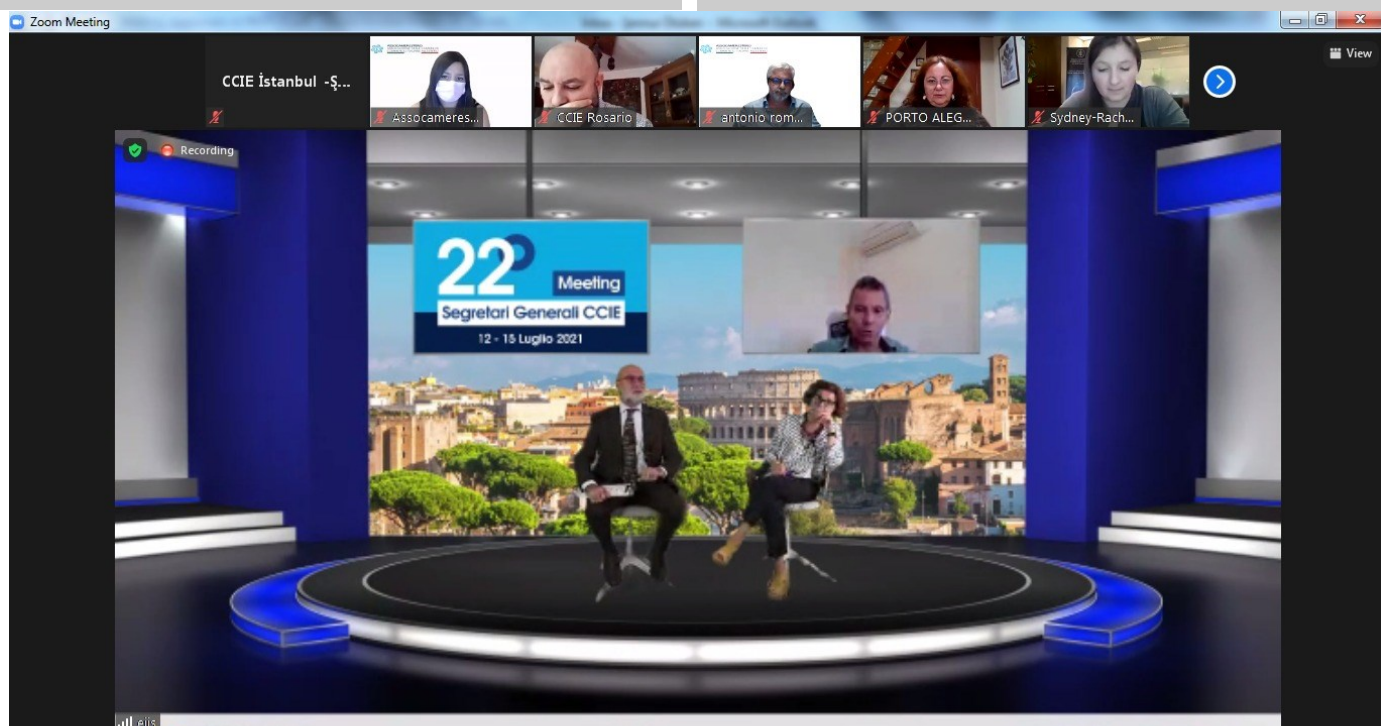 Zoom Meeting
View
CCIE İstanbul -Ş...
Assocameres...
CCIE Rosario
antonio rom...
PORTO ALEG...
Sydney-Rach...
Recording
22°
Meeting
Segretari Generali CCIE
12 - 15 Luglio 2021